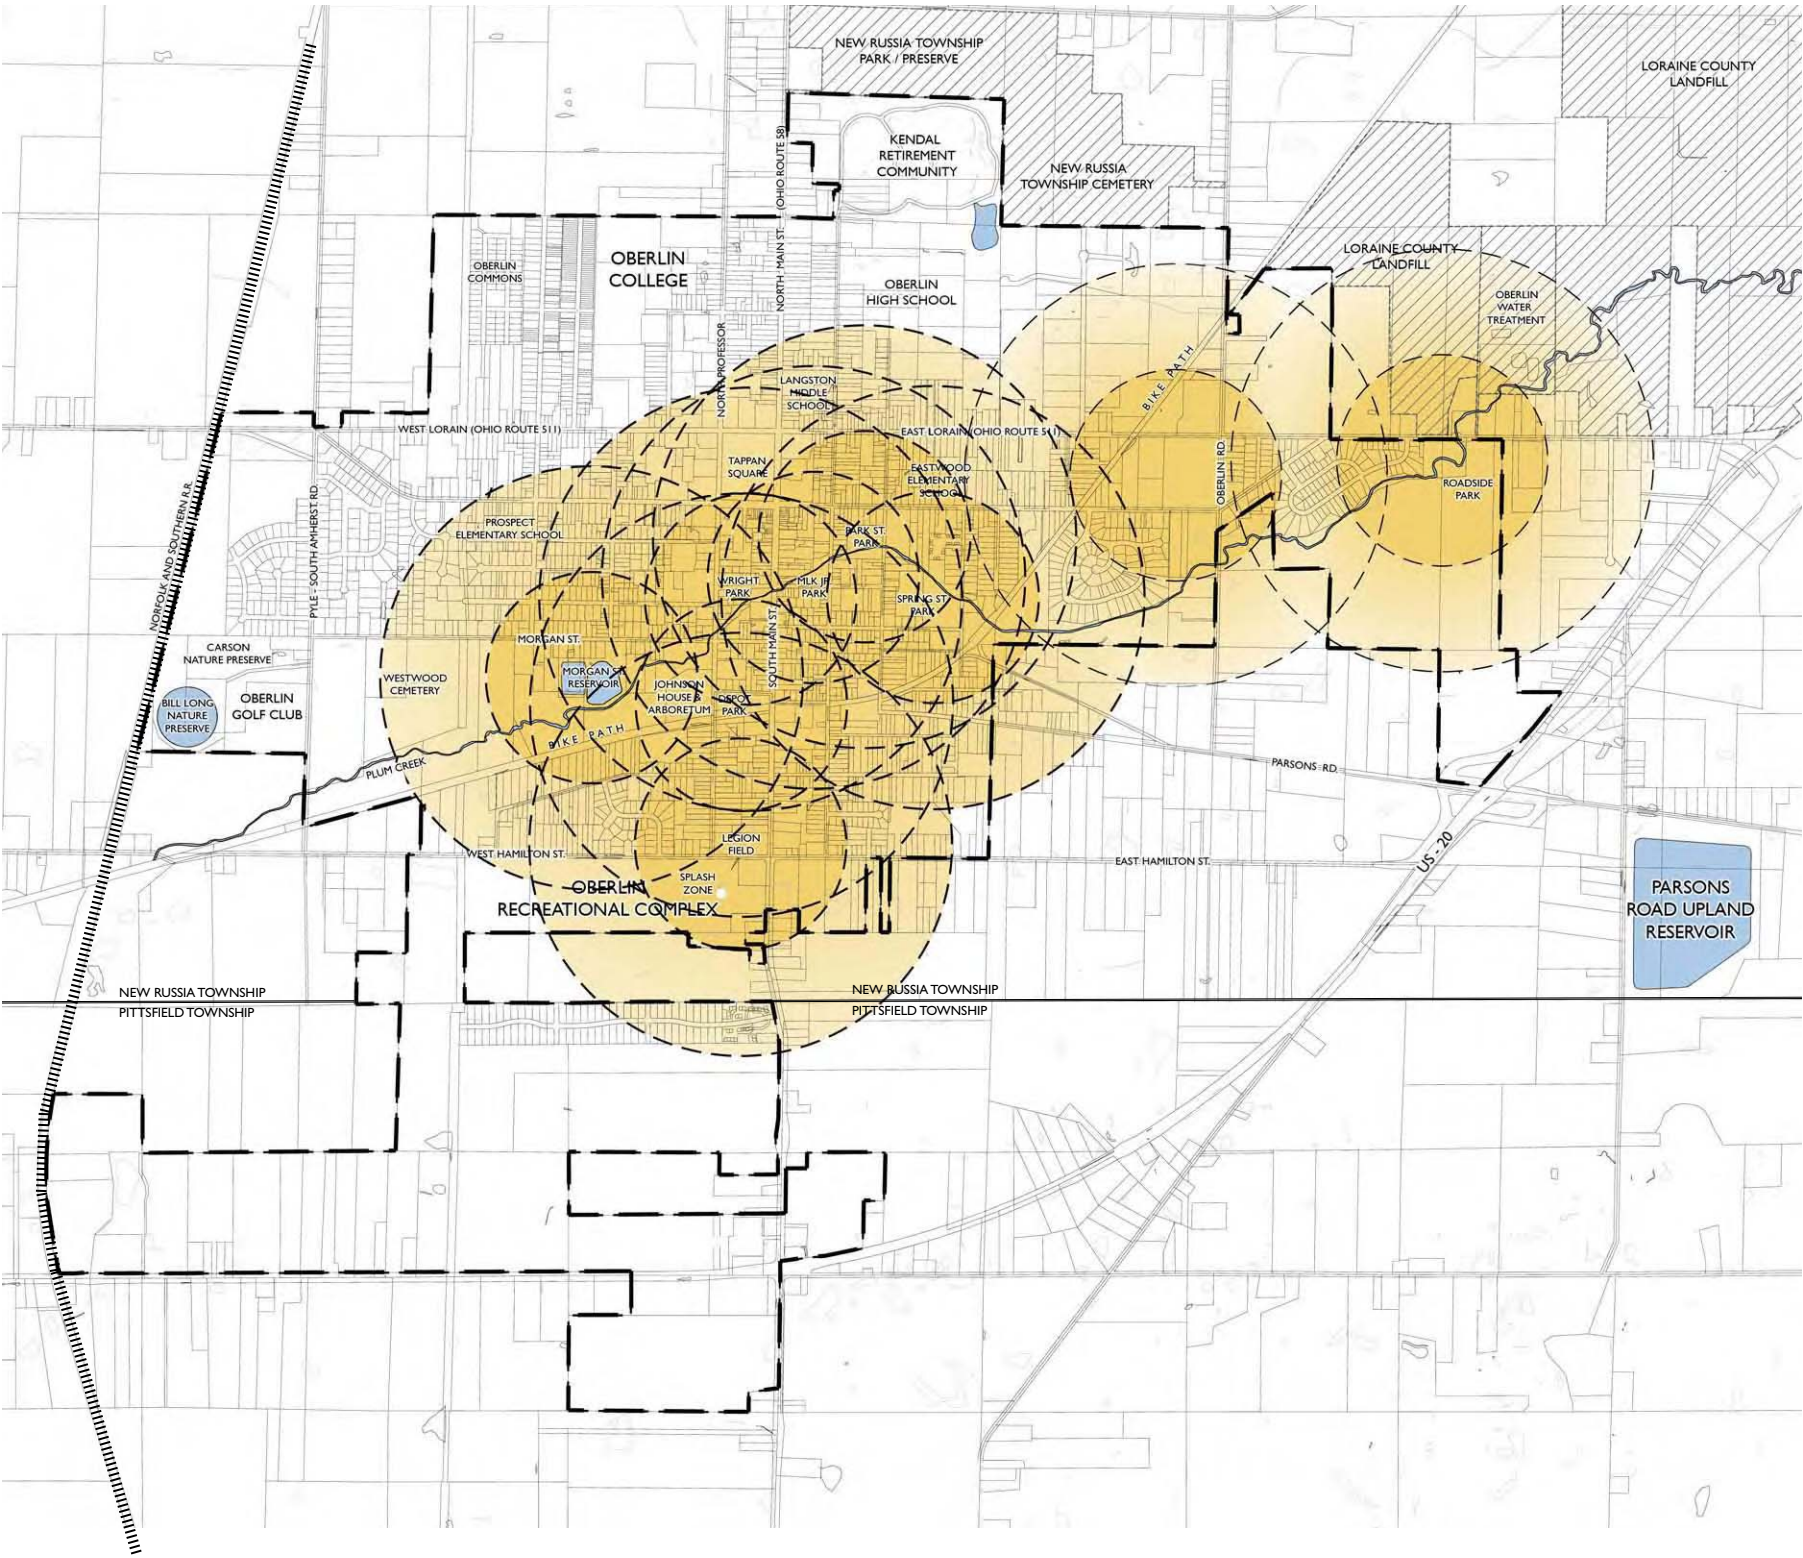 NEW RUSSIA TOWNSHIP
PARK / PRESERVE
LORAINE COUNTY
LANDFILL
KENDAL
RETIREMENT
COMMUNITY
NEW RUSSIA
TOWNSHIP CEMETERY
NORTH MAIN ST. (OHIO ROUTE 58)
OBERLIN
COMMONS
OBERLIN
COLLEGE
OBERLIN
HIGH SCHOOL
LORAINE COUNTY
LANDFILL
OBERLIN
WATER
TREATMENT
NORTH PROFESSOR
LANGSTON
MIDDLE
SCHOOL
BIKE PATH
WEST LORAIN (OHIO ROUTE 511)
EAST LORAIN (OHIO ROUTE 511)
TAPPAN
SQUARE
EASTWOOD
ELEMENTARY
SCHOOL
OBERLIN RD.
ROADSIDE
PARK
NORFOLK AND SOUTHERN R.R.
PYLE - SOUTH AMHERST RD.
PROSPECT
ELEMENTARY SCHOOL
PARK ST.
PARK
WRIGHT
PARK
MLK JR.
PARK
SPRING ST.
PARK
MORGAN ST.
SOUTH MAIN ST.
CARSON
NATURE PRESERVE
WESTWOOD
CEMETERY
MORGAN ST.
RESERVOIR
JOHNSON
HOUSE &
ARBORETUM
DEPOT
PARK
BILL LONG
NATURE
PRESERVE
OBERLIN
GOLF CLUB
BIKE PATH
PLUM CREEK
PARSONS RD.
LEGION
FIELD
WEST HAMILTON ST.
EAST HAMILTON ST.
US - 20
SPLASH
ZONE
OBERLIN
RECREATIONAL COMPLEX
PARSONS
ROAD UPLAND
RESERVOIR
NEW RUSSIA TOWNSHIP
PITTSFIELD TOWNSHIP
NEW RUSSIA TOWNSHIP
PITTSFIELD TOWNSHIP